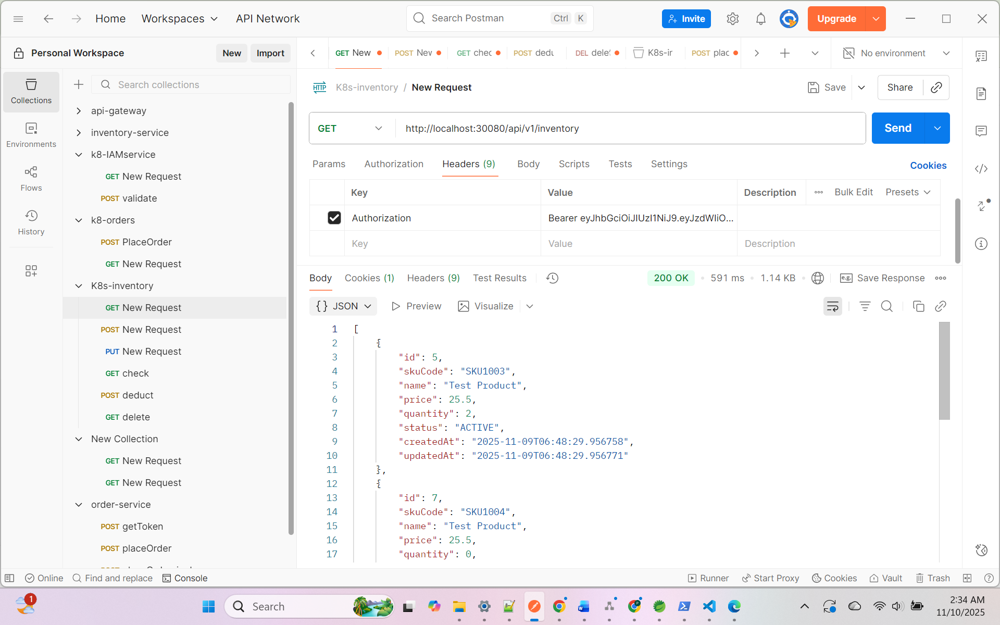 Home
Workspaces
API Network
Search Postman
Ctrl
K
Invite
Upgrade
Personal Workspace
New
Import
GET New
POST Nev
GET chec
POST dedu
DEL dele
K8s-ir
POST plac
No environment
Collections
Environments
Flows
History
Search collections
api-gateway
inventory-service
k8-IAMservice
GET New Request
POST validate
k8-orders
POST PlaceOrder
GET New Request
K8s-inventory
GET New Request
POST New Request
PUT New Request
GET check
POST deduct
GET delete
New Collection
GET New Request
GET New Request
order-service
POST getToken
POST placeOrder
HTTP
K8s-inventory / New Request
Save
Share
GET
http://localhost:30080/api/v1/inventory
Send
Params
Authorization
Headers (9)
Body
Scripts
Tests
Settings
Cookies
Key
Value
Description
Bulk Edit
Presets
Authorization
Bearer eyJhbGciOiJIUzI1NiJ9.eyJzdWIiO...
Key
Value
Description
Body
Cookies (1)
Headers (9)
Test Results
200 OK
591 ms
1.14 KB
e.g.
Save Response
{} JSON
Preview
Visualize
1 [
2 {
3 "id": 5,
4 "skuCode": "SKU1003",
5 "name": "Test Product",
6 "price": 25.5,
7 "quantity": 2,
8 "status": "ACTIVE",
9 "createdAt": "2025-11-09T06:48:29.956758",
10 "updatedAt": "2025-11-09T06:48:29.956771"
11 },
12 {
13 "id": 7,
14 "skuCode": "SKU1004",
15 "name": "Test Product",
16 "price": 25.5,
17 "quantity": 0,
Online
Find and replace
Console
Runner
Start Proxy
Cookies
Vault
Trash
1
Search
2:34 AM
11/10/2025